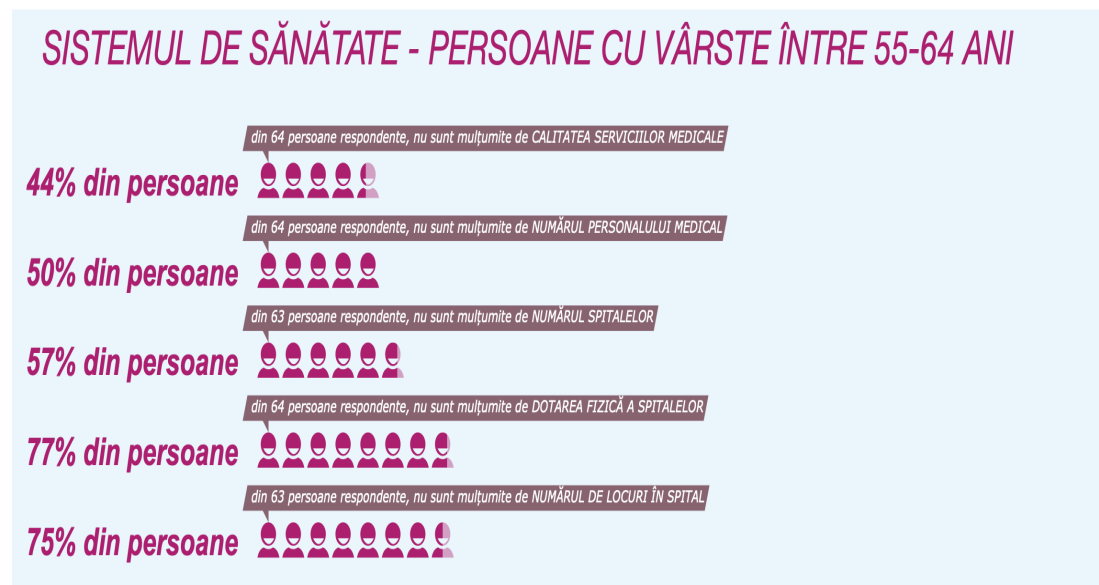 SISTEMUL DE SĂNĂTATE - PERSOANE CU VÂRSTE ÎNTRE 55-64 ANI
din 64 persoane respondente, nu sunt mulțumite de CALITATEA SERVICIILOR MEDICALE
44% din persoane
din 64 persoane respondente, nu sunt mulțumite de NUMĂRUL PERSONALULUI MEDICAL
50% din persoane
din 63 persoane respondente, nu sunt mulțumite de NUMĂRUL SPITALELOR
57% din persoane
din 64 persoane respondente, nu sunt mulțumite de DOTAREA FIZICĂ A SPITALELOR
77% din persoane
din 63 persoane respondente, nu sunt mulțumite de NUMĂRUL DE LOCURI ÎN SPITAL
75% din persoane